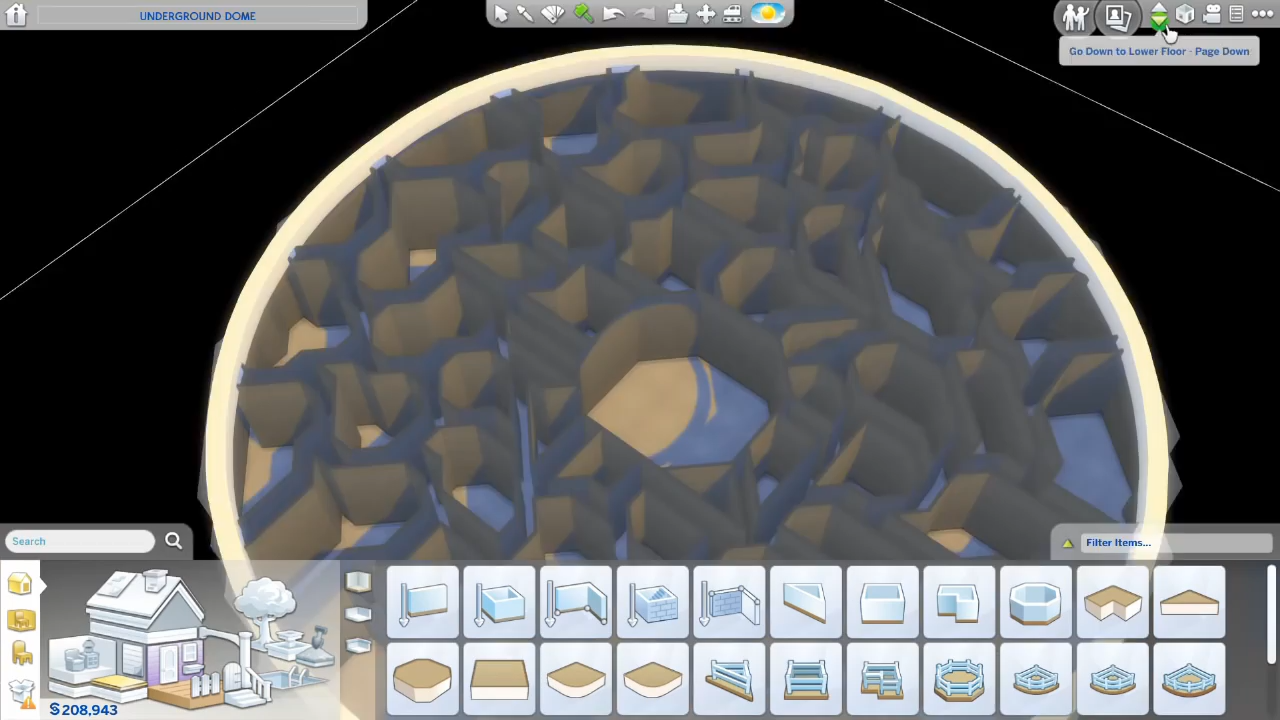 UNDERGROUND DOME
Go Down to Lower Floor - Page Down
Search
Filter Items...
§208,943